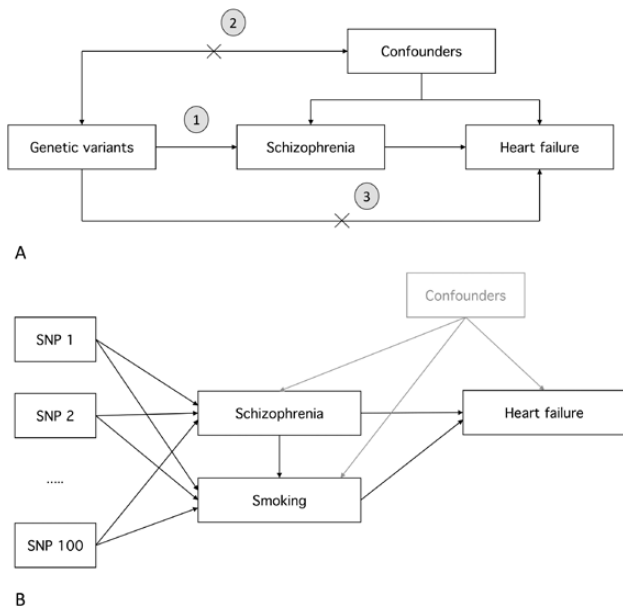 2
Confounders
1
Genetic variants
Schizophrenia
Heart failure
3
A
Confounders
SNP 1
Schizophrenia
Heart failure
SNP 2
Smoking
.....
SNP 100
B